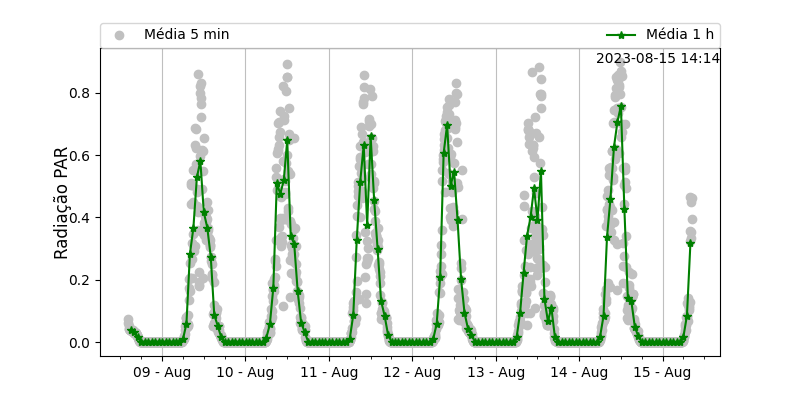 Média 5 min Média 1 h
2023-08-15 14:14
Radiação PAR
0.8
0.6
0.4
0.2
0.0
09 - Aug 10 - Aug 11 - Aug 12 - Aug 13 - Aug 14 - Aug 15 - Aug